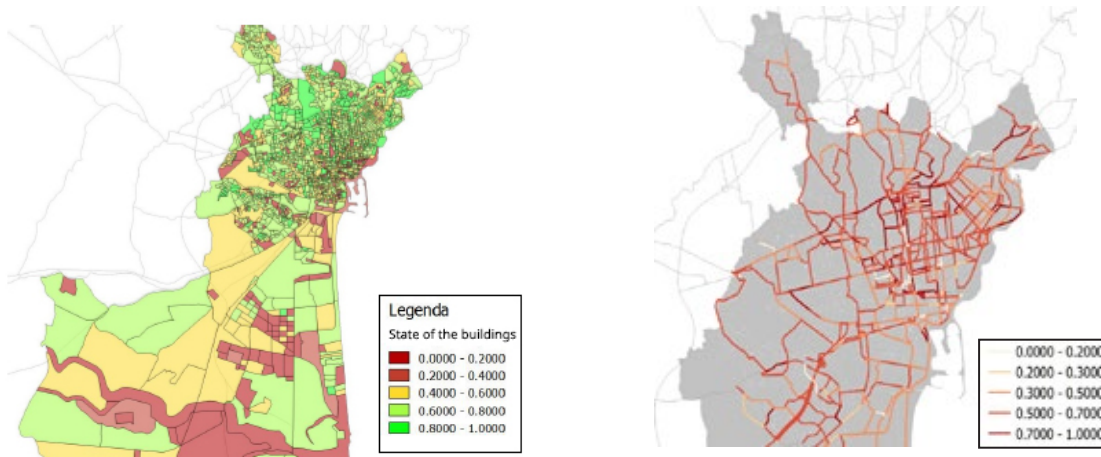 Legenda
State of the buildings
0.0000 - 0.2000
0.2000 - 0.4000
0.4000 - 0.6000
0.6000 - 0.8000
0.8000 - 1.0000
0.0000 - 0.2000
0.2000 - 0.3000
0.3000 - 0.5000
0.5000 - 0.7000
0.7000 - 1.0000